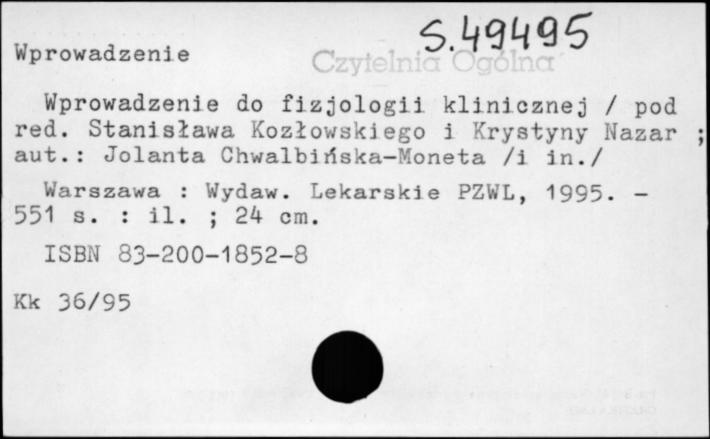 S.49495
Wprowadzenie
Czytelnia Ogólna
Wprowadzenie do fizjologii klinicznej / pod
red. Stanisława Kozłowskiego i Krystyny Nazar ;
aut.: Jolanta Chwalbińska-Moneta /i in./
Warszawa : Wydaw. Lekarskie PZWL, 1995. -
551 s. : il. ; 24 cm.
ISBN 83-200-1852-8
Kk 36/95